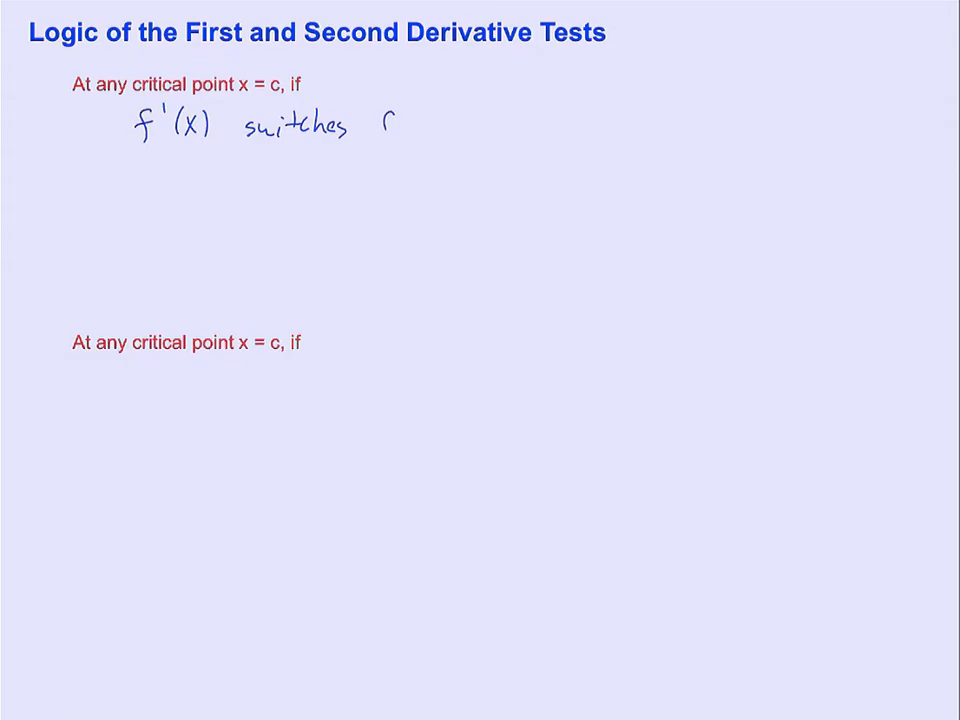 Logic of the First and Second Derivative Tests
At any critical point x = c, if
f'(x) switches
At any critical point x = c, if